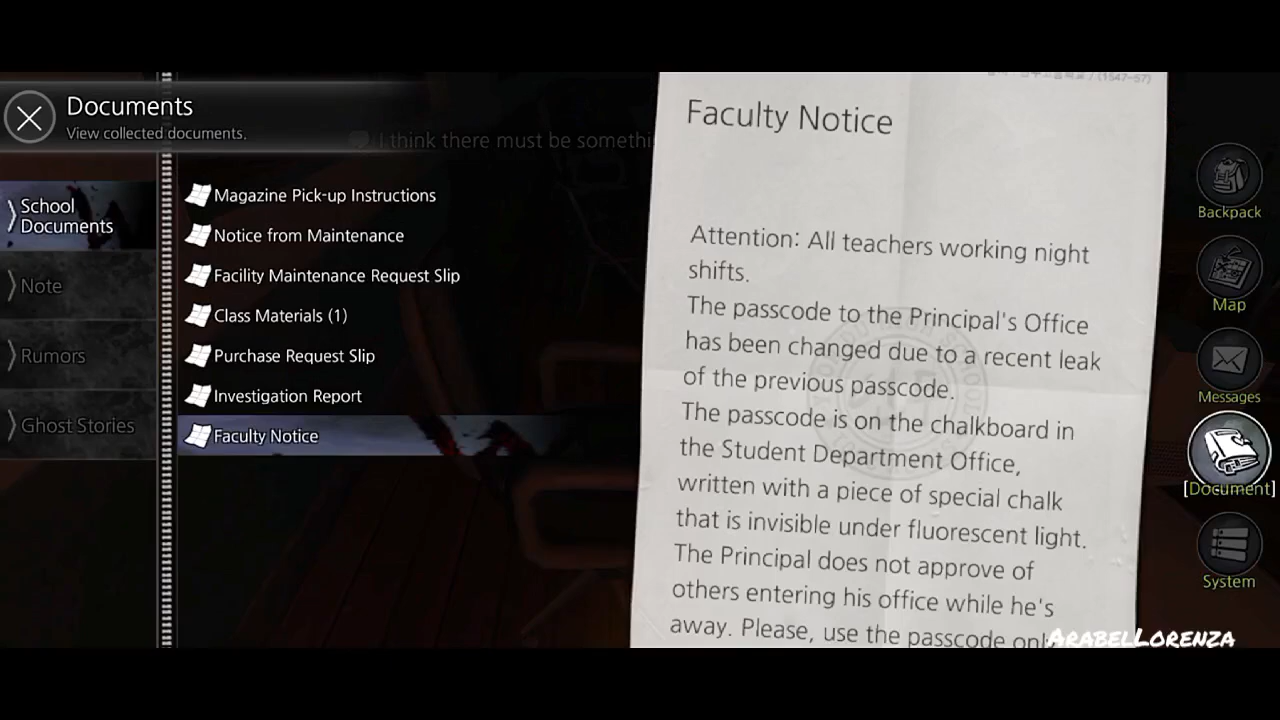 Documents
View collected documents.
I think there must be somethi
School
Documents
Note
Rumors
Ghost Stories
Magazine Pick-up Instructions
Notice from Maintenance
Facility Maintenance Request Slip
Class Materials (1)
Purchase Request Slip
Investigation Report
Faculty Notice
(1547-57)
Faculty Notice
Attention: All teachers working night
shifts.
The passcode to the Principal's Office
has been changed due to a recent leak
of the previous passcode.
The passcode is on the chalkboard in
the Student Department Office,
written with a piece of special chalk
that is invisible under fluorescent light.
The Principal does not approve of
others entering his office while he's
away. Please, use the passcode only
Backpack
Map
Messages
[Document]
System
ArabelLorenza